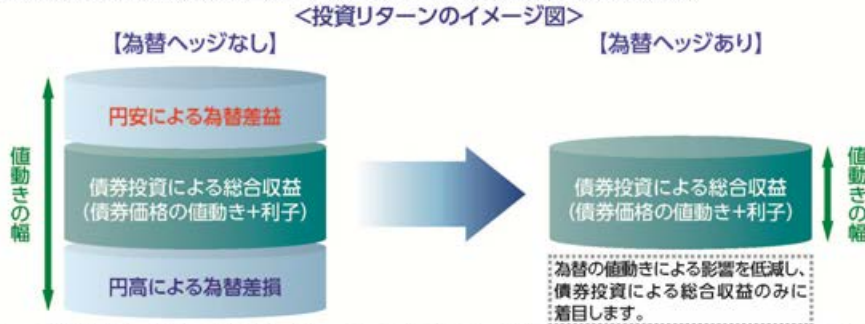 <投資リターンのイメージ図>
【為替ヘッジなし】
【為替ヘッジあり】
値動きの幅
円安による為替差益
債券投資による総合収益
(債券価格の値動き+利子)
円高による為替差損
債券投資による総合収益
(債券価格の値動き+利子)
値動きの幅
為替の値動きによる影響を低減し、
債券投資による総合収益のみに
着目します。